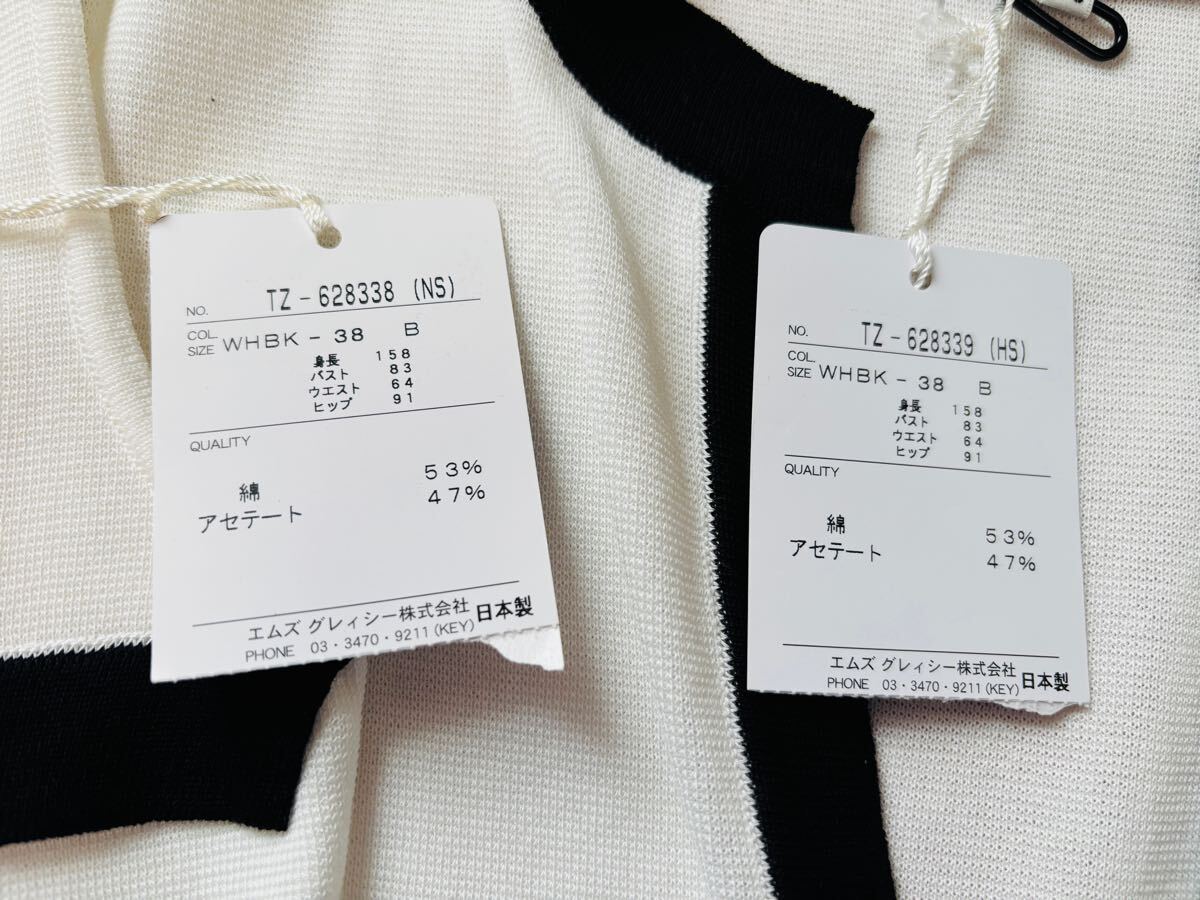 NO. TZ-628338 (NS)
COL.
SIZE WHBK-38 B
身長 158
バスト 83
ウエスト 64
ヒップ 91
QUALITY
綿 53%
アセテート 47%
エムズ グレィシー株式会社
PHONE 03・3470・9211(KEY) 日本製
NO. TZ-628339 (HS)
COL.
SIZE WHBK-38 B
身長 158
バスト 83
ウエスト 64
ヒップ 91
QUALITY
綿 53%
アセテート 47%
エムズ グレィシー株式会社
PHONE 03・3470・9211(KEY) 日本製